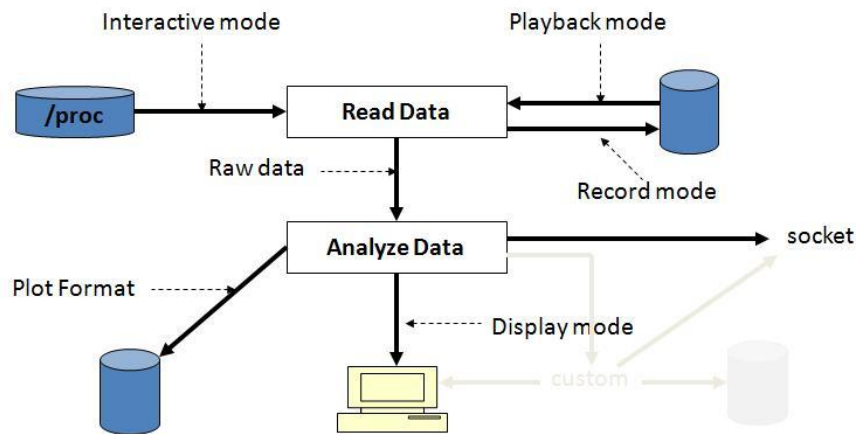 Interactive mode
Playback mode
/proc
Read Data
Raw data
Record mode
Analyze Data
socket
Plot Format
Display mode
custom